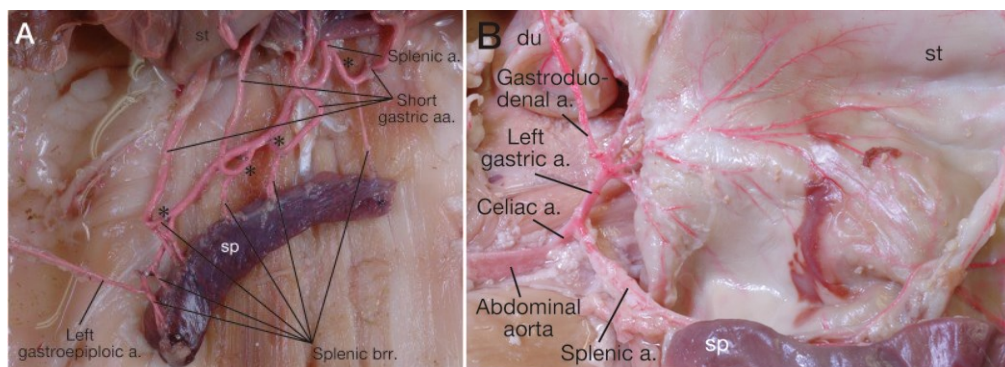 A
st
Splenic a.
*
Short
gastric aa.
*
*
*
sp
Left
gastroepiploic a.
Splenic brr.
B
du
st
Gastroduo-
denal a.
Left
gastric a.
Celiac a.
Abdominal
aorta
Splenic a.
sp